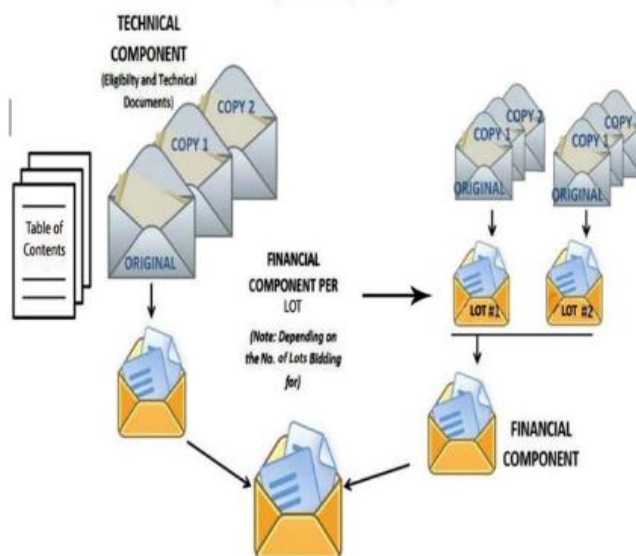 TECHNICAL
COMPONENT
(Eligibility and Technical
Documents)
COPY 2
COPY 1
ORIGINAL
Table of
Contents
FINANCIAL
COMPONENT PER
LOT
(Note: Depending on
the No. of Lots Bidding
for)
COPY 2
COPY 1
ORIGINAL
COPY
COPY 1
ORIGINAL
LOT #1
LOT #2
FINANCIAL
COMPONENT